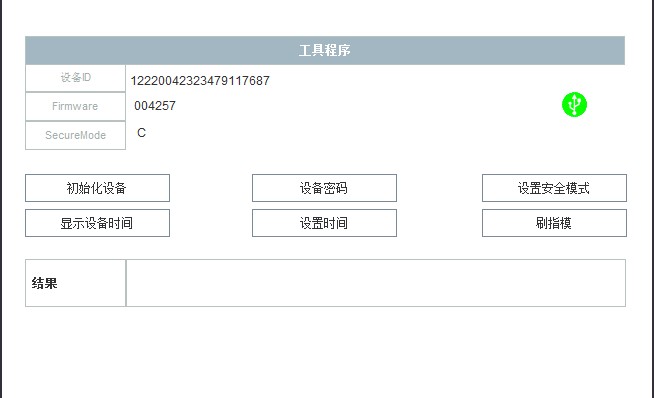 工具程序
设备ID 12220042323479117687
Firmware 004257
SecureMode C
初始化设备 设备密码 设置安全模式
显示设备时间 设置时间 刷指模
结果